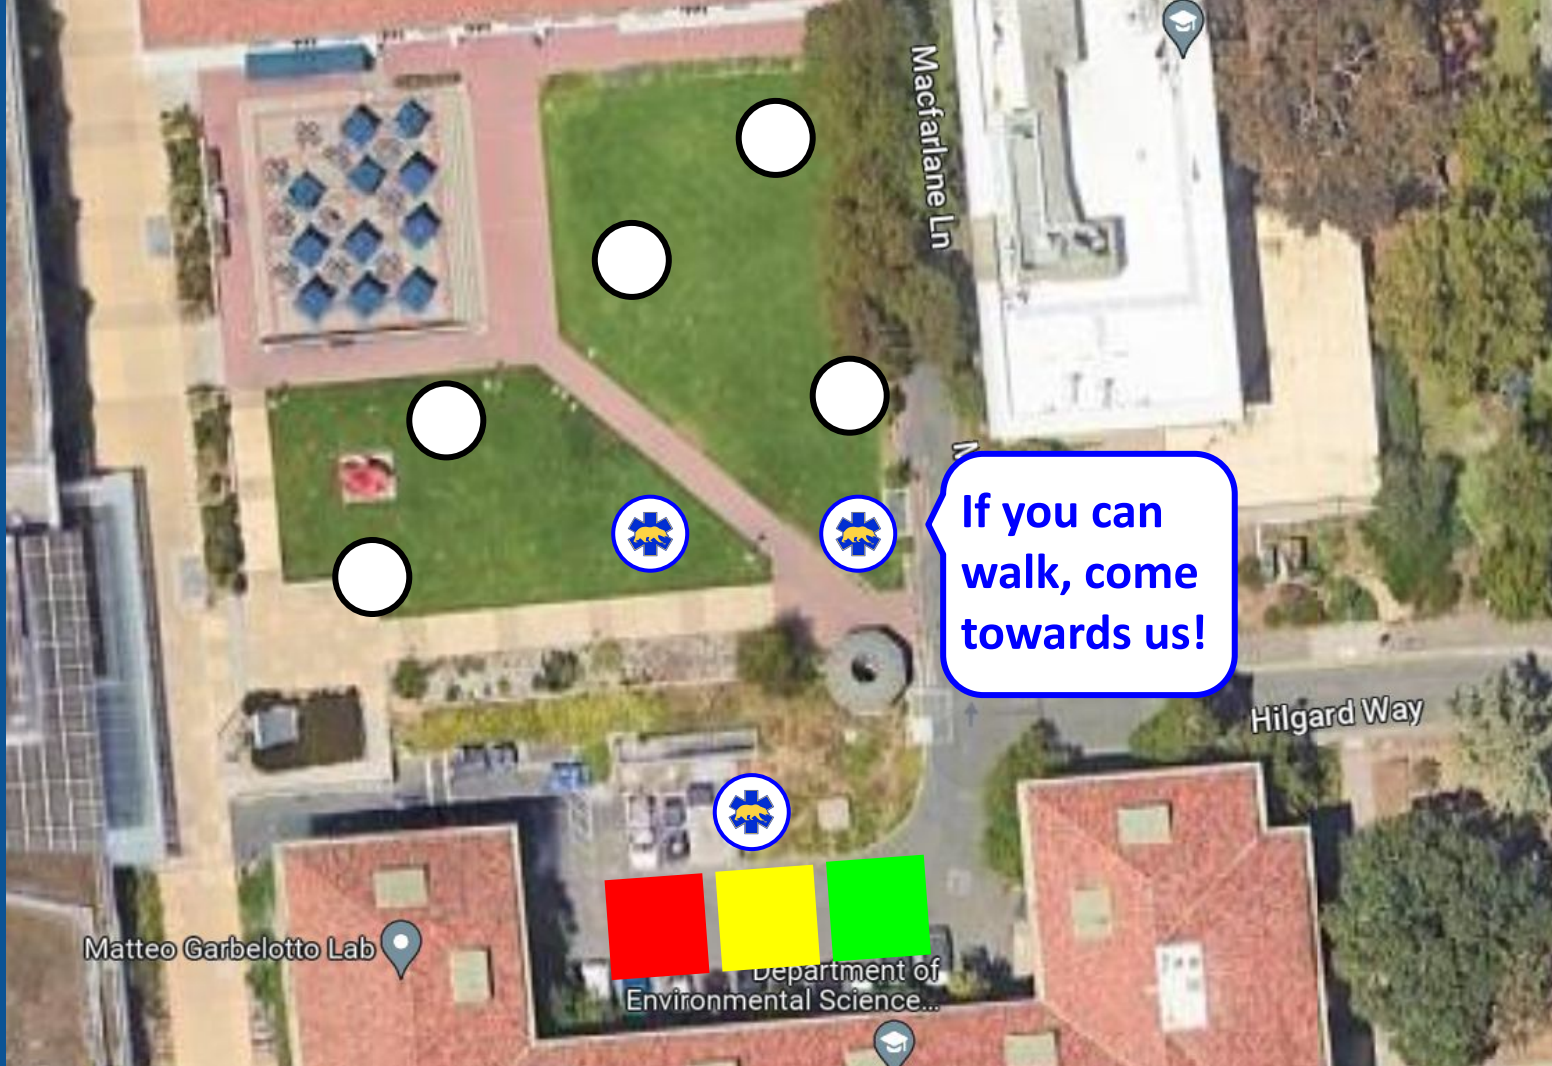 Macfarlane Ln
M
If you can
walk, come
towards us!
Hilgard Way
Matteo Garbelotto Lab
Department of
Environmental Science...